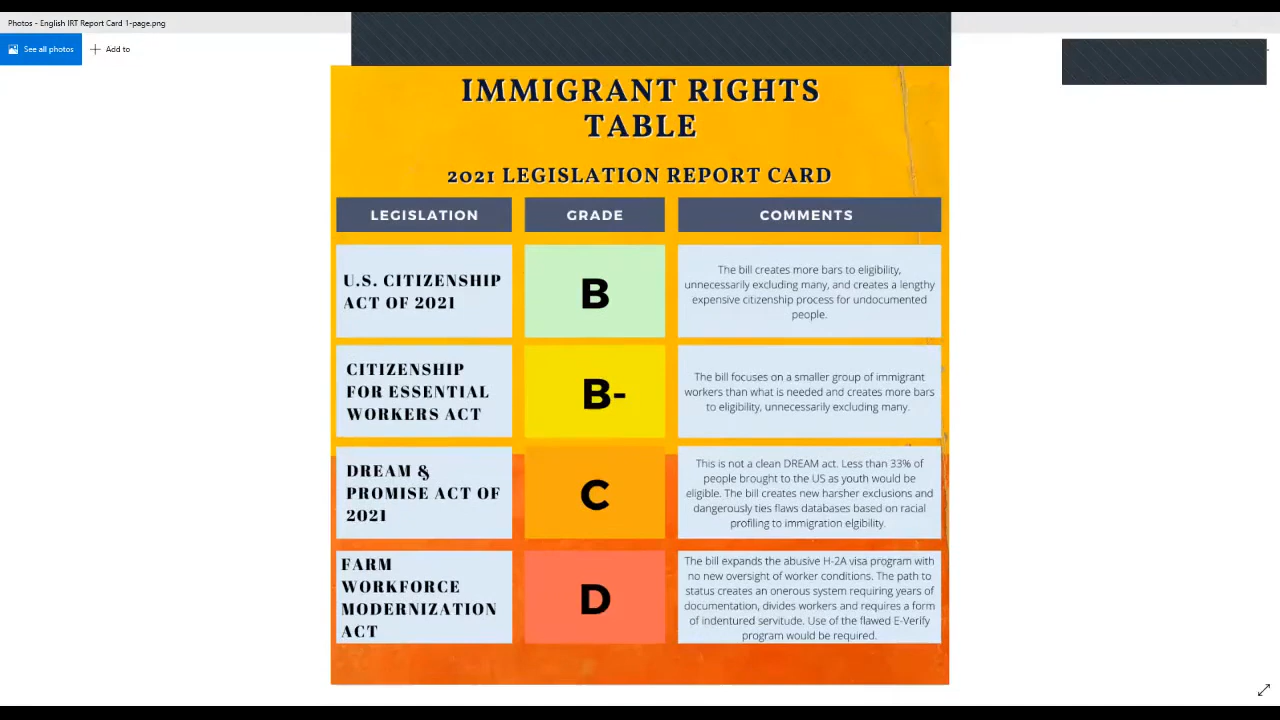 Photos - English IRT Report Card 1-page.png
See all photos
Add to
IMMIGRANT RIGHTS
TABLE
2021 LEGISLATION REPORT CARD
LEGISLATION
GRADE
COMMENTS
U.S. CITIZENSHIP
ACT OF 2021
B
The bill creates more bars to eligibility,
unnecessarily excluding many, and creates a lengthy
expensive citizenship process for undocumented
people.
CITIZENSHIP
FOR ESSENTIAL
WORKERS ACT
B-
The bill focuses on a smaller group of immigrant
workers than what is needed and creates more bars
to eligibility, unnecessarily excluding many.
DREAM &
PROMISE ACT OF
2021
C
This is not a clean DREAM act. Less than 33% of
people brought to the US as youth would be
eligible. The bill creates new harsher exclusions and
dangerously ties flaws databases based on racial
profiling to immigration elgibility.
FARM
WORKFORCE
MODERNIZATION
ACT
D
The bill expands the abusive H-2A visa program with
no new oversight of worker conditions. The path to
status creates an onerous system requiring years of
documentation, divides workers and requires a form
of indentured servitude. Use of the flawed E-Verify
program would be required.